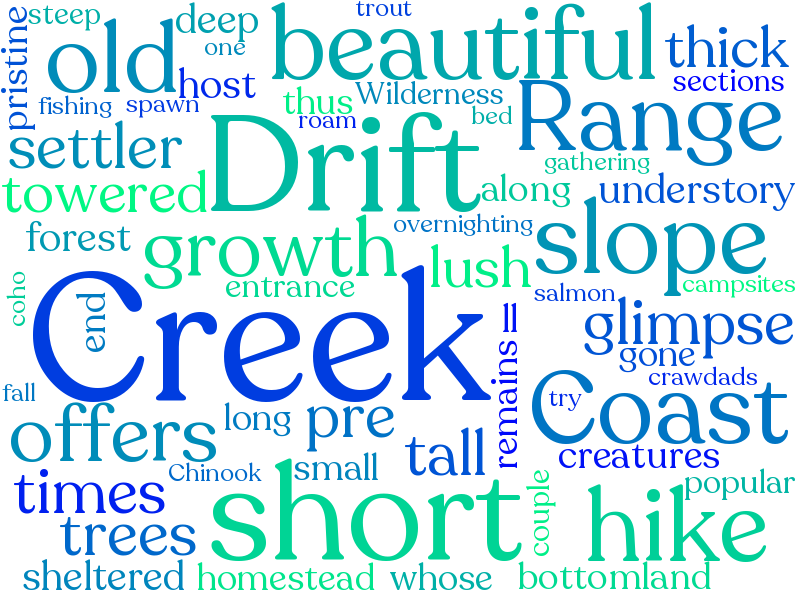 steep
deep
trout
beautiful
one
pristine
old
host
thick
sections
fishing
spawn
thus
Wilderness
roam
bed
Range
settler
Drift
gathering
towered
along
understory
forest
growth
overnighting
slope
lush
entrance
coho
end
Creek
salmon
campsites
ll
glimpse
gone
remains
crawdads
fall
offers
long
pre
tall
try
Coast
creatures
times
Chinook
small
couple
popular
trees
short
hike
sheltered
homestead
whose
bottomland